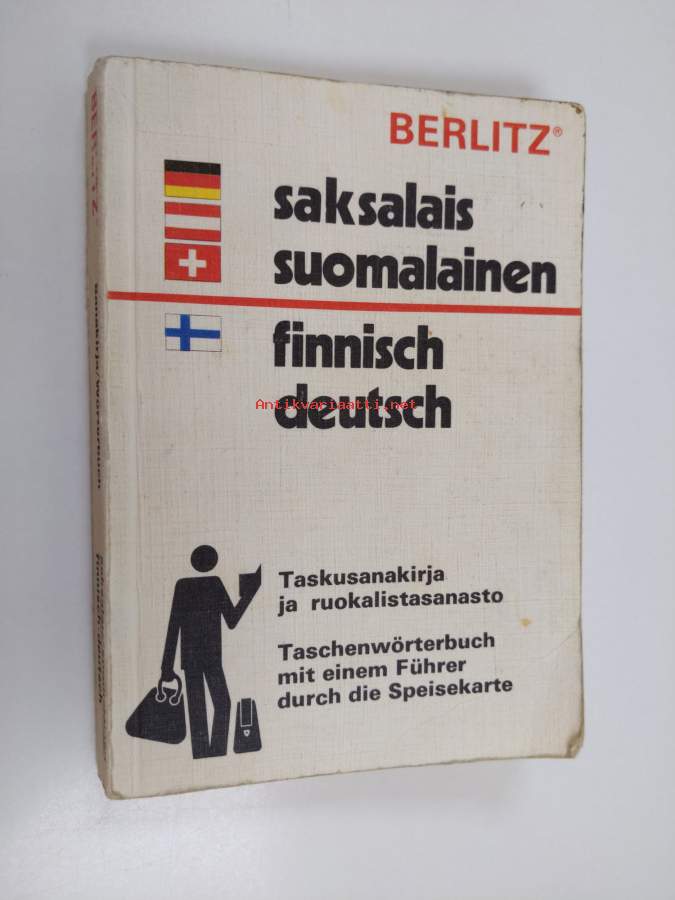 BERLITZ®
saksalais
suomalainen
finnisch
deutsch
Antikvariaatti.net
Taskusanakirja
ja ruokalistasanasto
Taschenwörterbuch
mit einem Führer
durch die Speisekarte